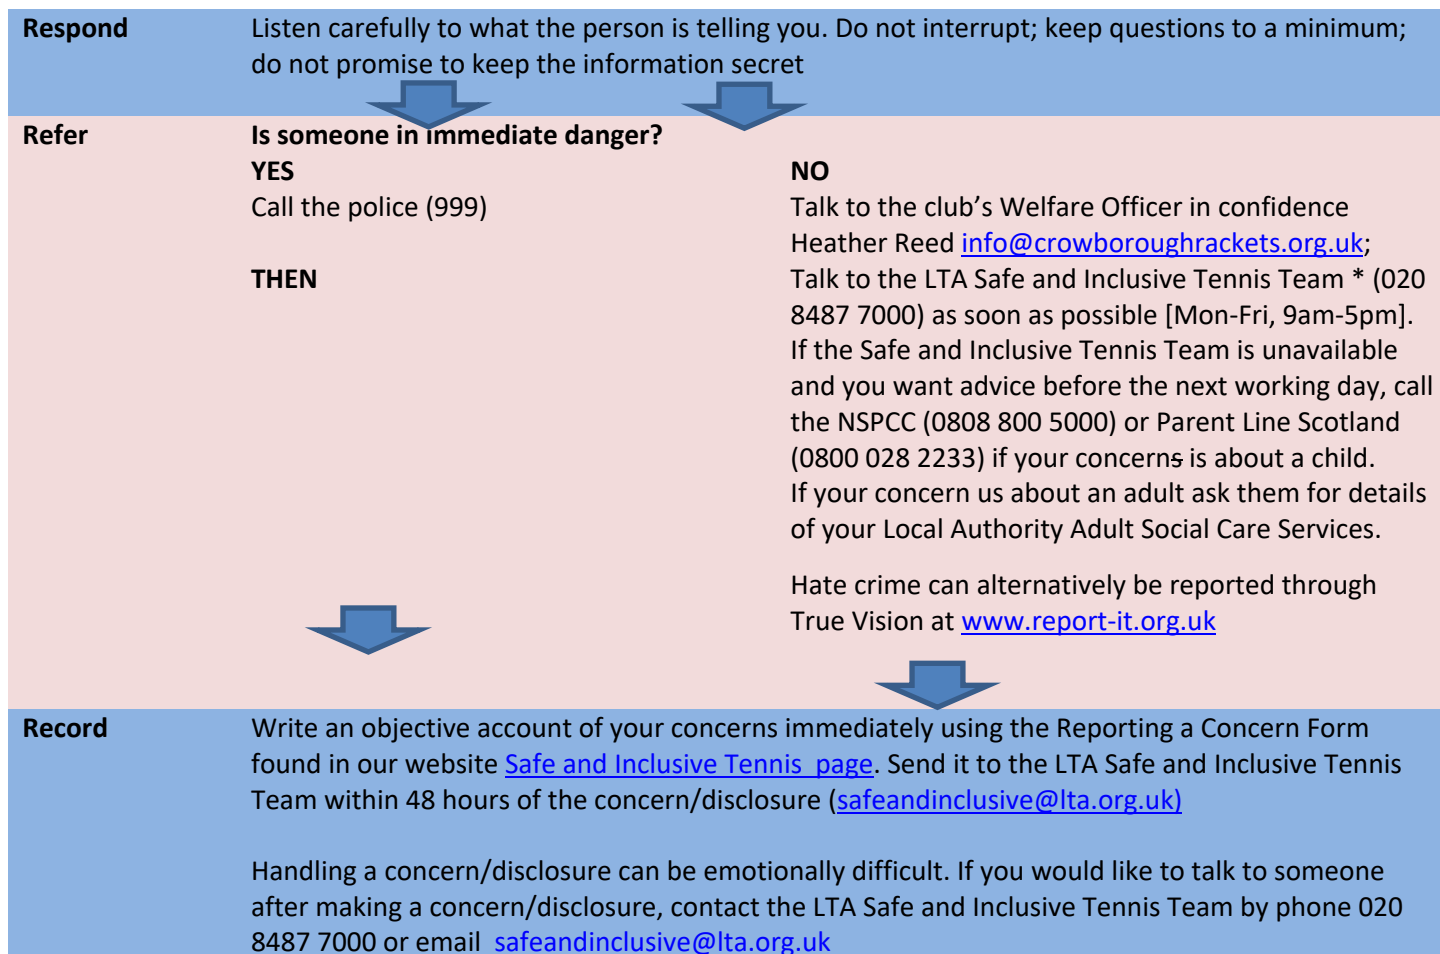 Respond
Listen carefully to what the person is telling you. Do not interrupt; keep questions to a minimum;
do not promise to keep the information secret
Refer
Is someone in immediate danger?
YES
Call the police (999)
THEN
NO
Talk to the club’s Welfare Officer in confidence
Heather Reed info@crowboroughrackets.org.uk;
Talk to the LTA Safe and Inclusive Tennis Team * (020
8487 7000) as soon as possible [Mon-Fri, 9am-5pm].
If the Safe and Inclusive Tennis Team is unavailable
and you want advice before the next working day, call
the NSPCC (0808 800 5000) or Parent Line Scotland
(0800 028 2233) if your concerns is about a child.
If your concern us about an adult ask them for details
of your Local Authority Adult Social Care Services.
Hate crime can alternatively be reported through
True Vision at www.report-it.org.uk
Record
Write an objective account of your concerns immediately using the Reporting a Concern Form
found in our website Safe and Inclusive Tennis  page. Send it to the LTA Safe and Inclusive Tennis
Team within 48 hours of the concern/disclosure (safeandinclusive@lta.org.uk)
Handling a concern/disclosure can be emotionally difficult. If you would like to talk to someone
after making a concern/disclosure, contact the LTA Safe and Inclusive Tennis Team by phone 020
8487 7000 or email  safeandinclusive@lta.org.uk